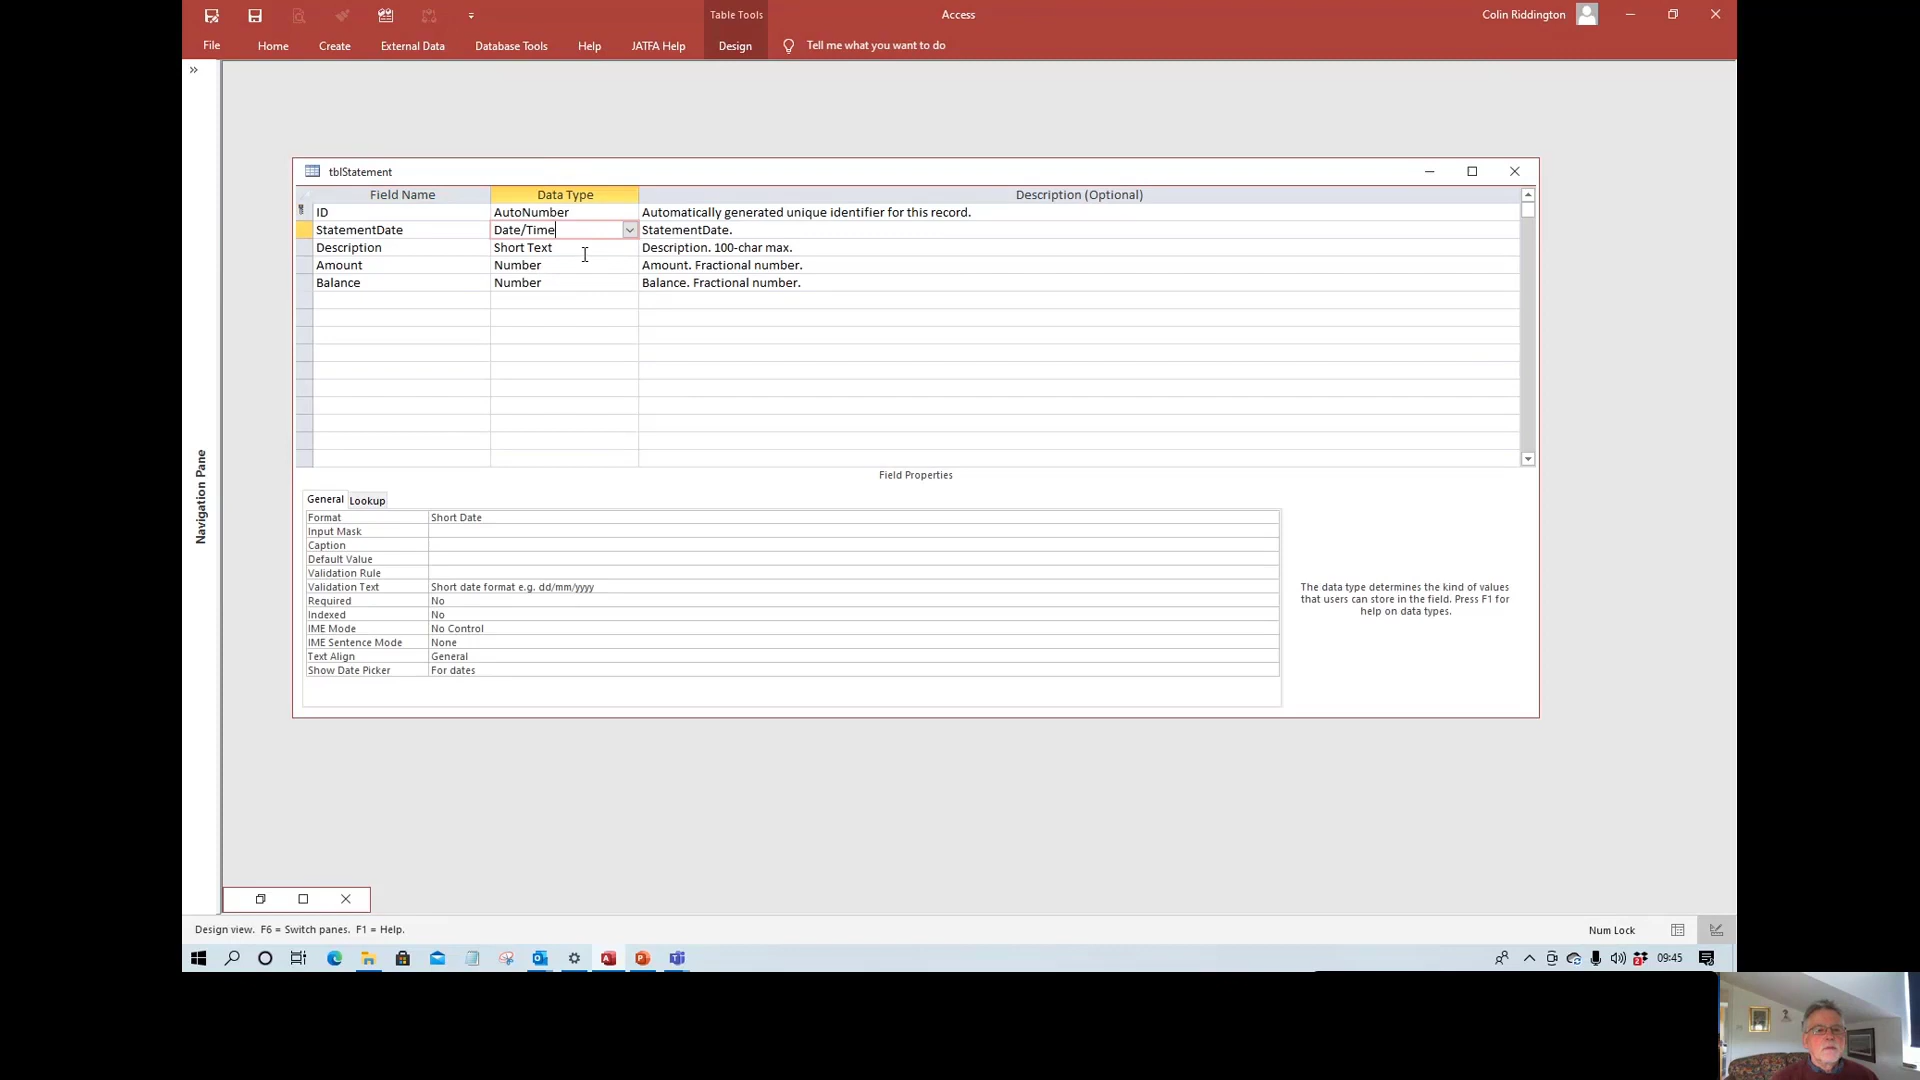 Table Tools
Access
Colin Riddington
File
Home
Create
External Data
Database Tools
Help
JATFA Help
Design
Tell me what you want to do
»
Navigation Pane
tblStatement
Field Name
Data Type
Description (Optional)
ID
AutoNumber
Automatically generated unique identifier for this record.
StatementDate
Date/Time
StatementDate.
Description
Short Text
Description. 100-char max.
Amount
Number
Amount. Fractional number.
Balance
Number
Balance. Fractional number.
Field Properties
General
Lookup
Format
Short Date
Input Mask
Caption
Default Value
Validation Rule
Validation Text
Short date format e.g. dd/mm/yyyy
Required
No
Indexed
No
IME Mode
No Control
IME Sentence Mode
None
Text Align
General
Show Date Picker
For dates
The data type determines the kind of values
that users can store in the field. Press F1 for
help on data types.
Design view. F6 = Switch panes. F1 = Help.
Num Lock
09:45